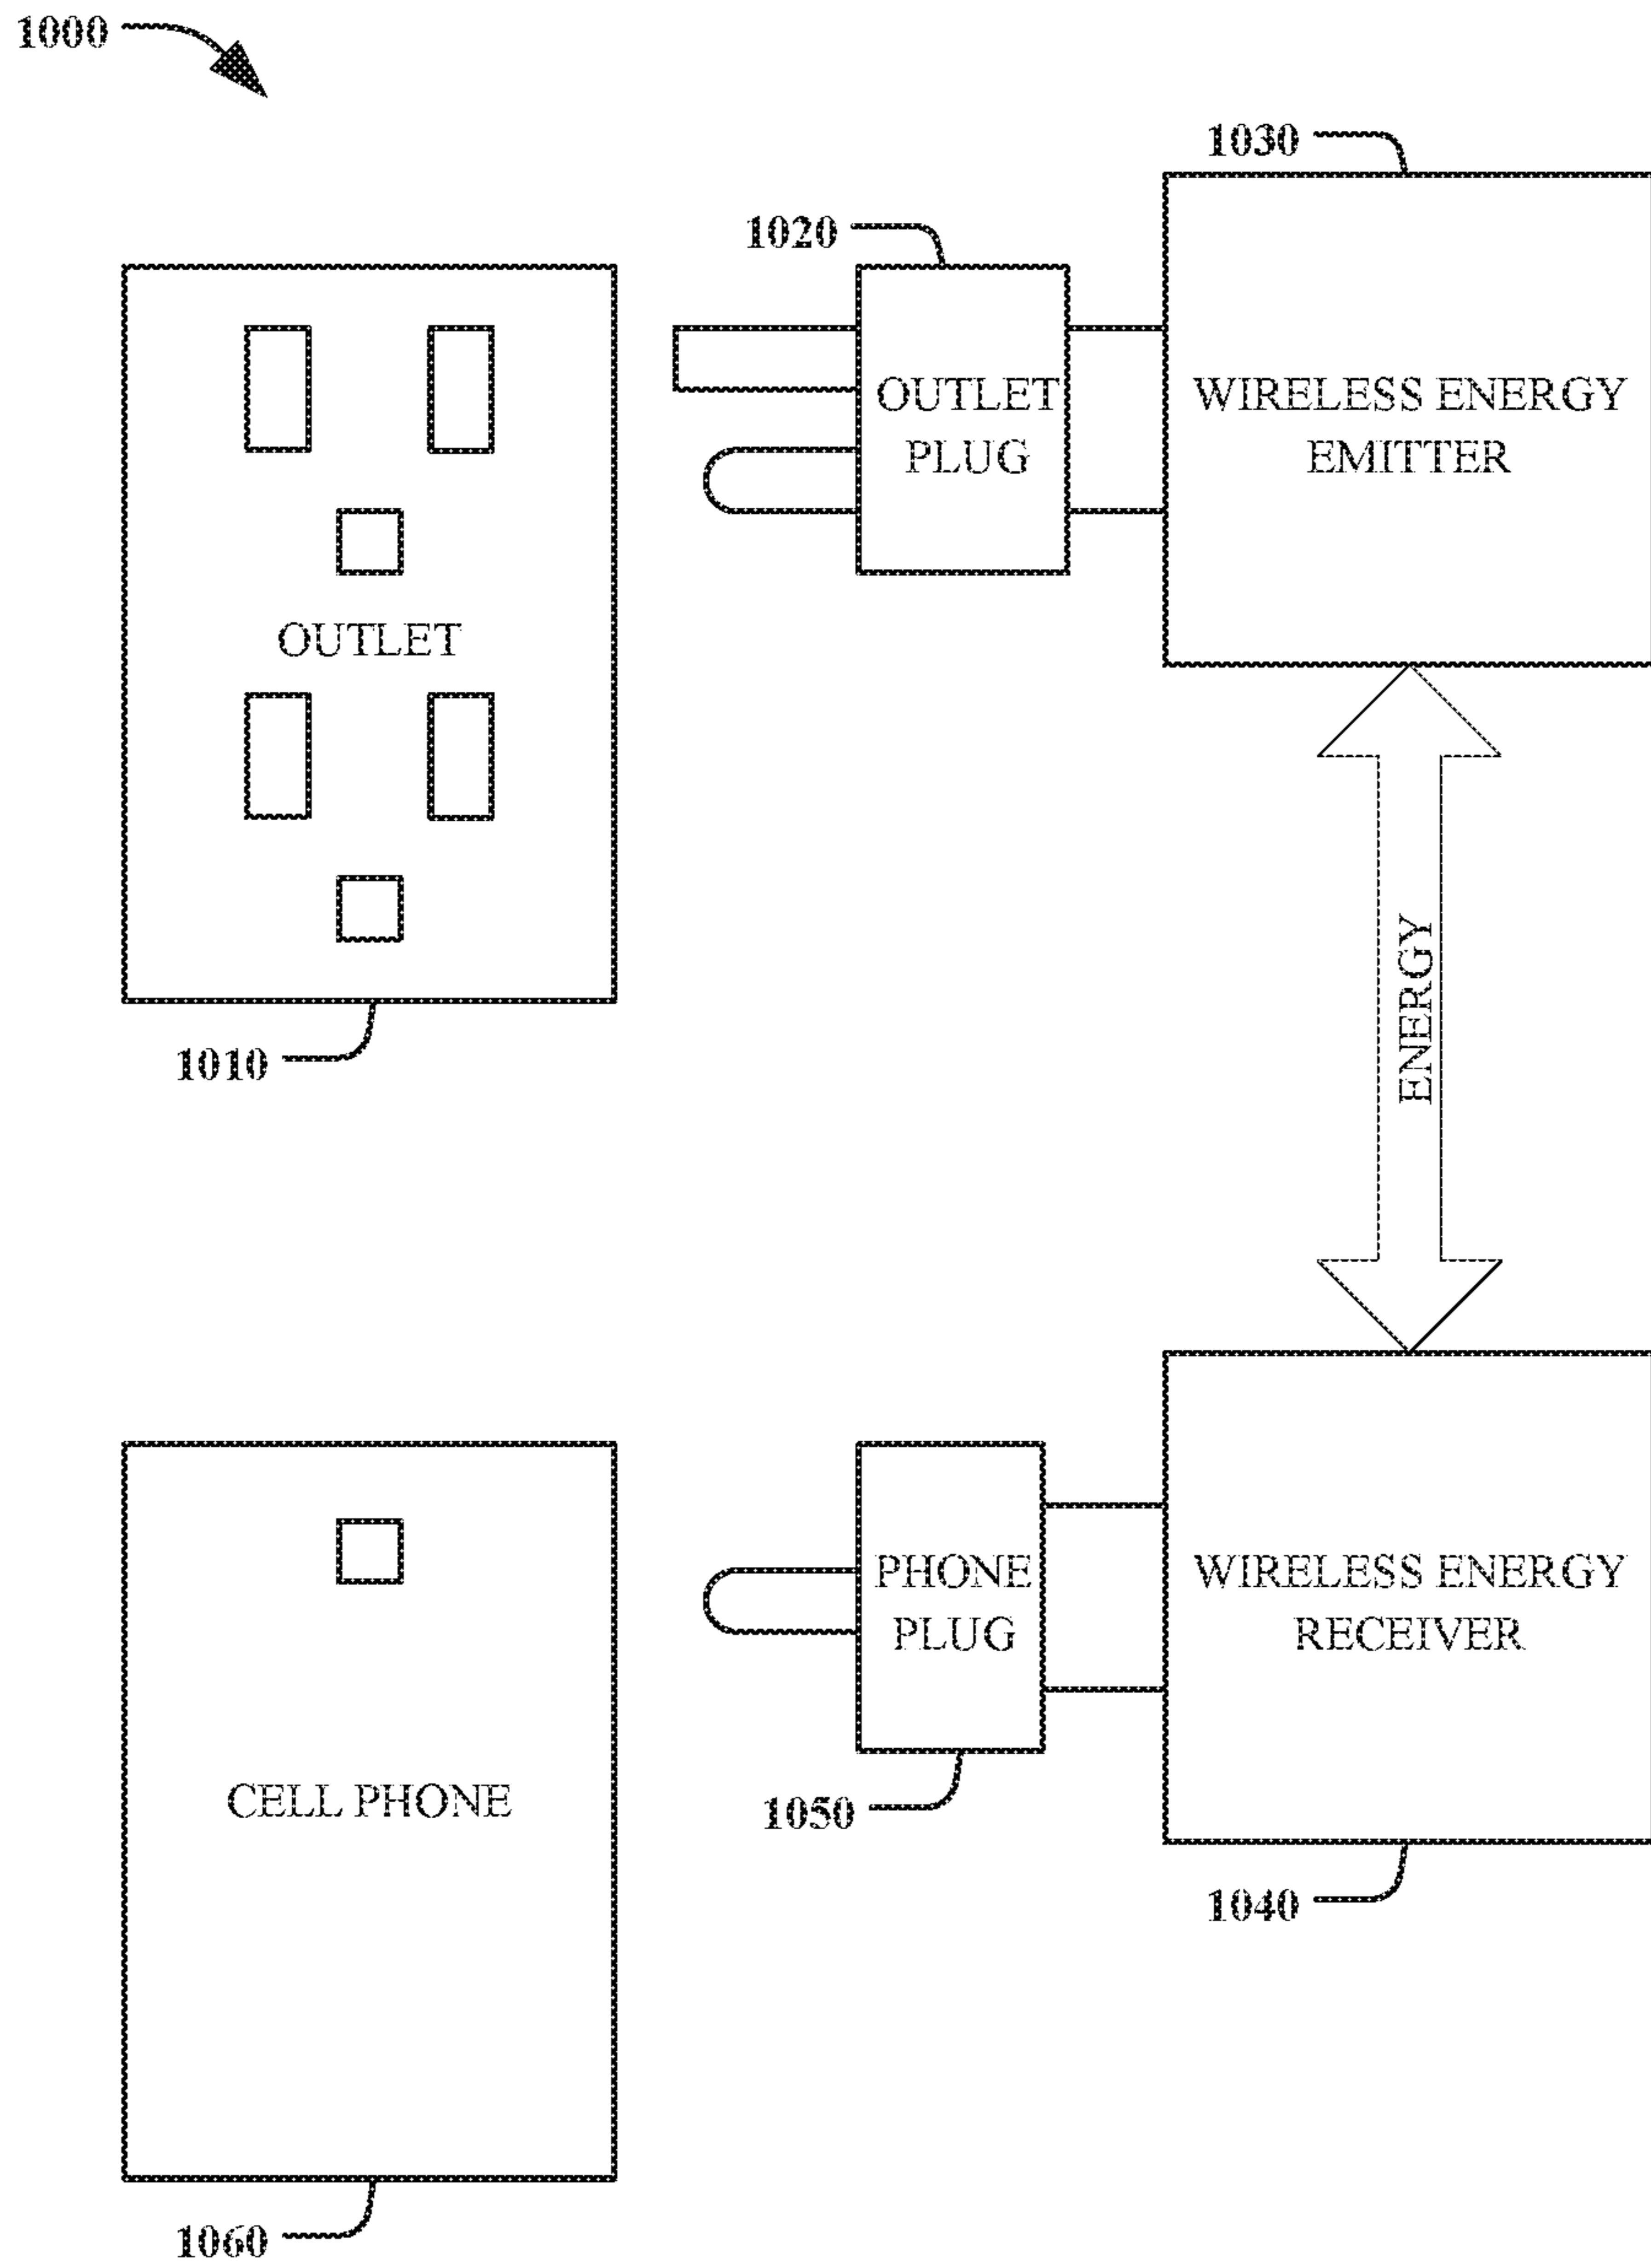 1000
1030
1020
OUTLET
PLUG
WIRELESS ENERGY
EMITTER
OUTLET
1010
ENERGY
PHONE
PLUG
WIRELESS ENERGY
RECEIVER
CELL PHONE
1050
1040
1060